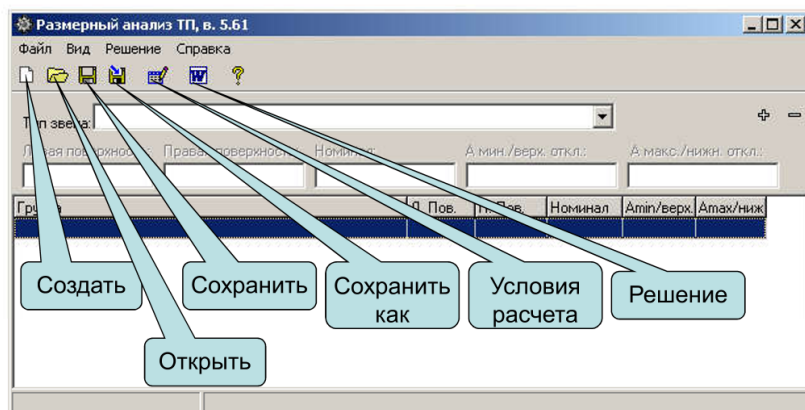 Размерный анализ ТП, в. 5.61
Файл Вид Решение Справка
Тип звена:
Левая поверхность: Правая поверхность: Номинал: А мин./верх. откл.: А макс./нижн. откл.:
Группа Л. Пов. П. Пов. Номинал Amin/верх. Amax/ниж
Создать
Сохранить
Сохранить как
Условия расчета
Решение
Открыть